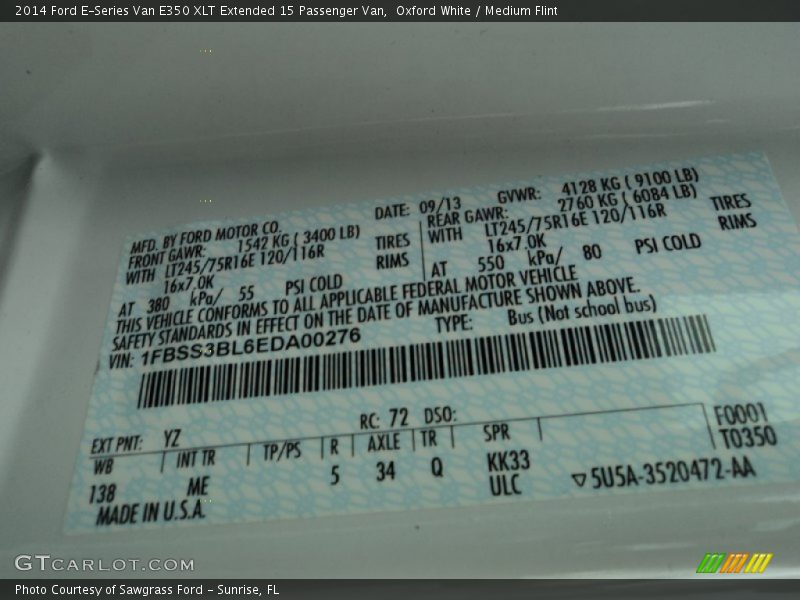 2014 Ford E-Series Van E350 XLT Extended 15 Passenger Van,  Oxford White / Medium Flint
MFD. BY FORD MOTOR CO. DATE: 09/13 GVWR: 4128 KG ( 9100 LB)
FRONT GAWR: 1542 KG ( 3400 LB) REAR GAWR: 2760 KG ( 6084 LB)
WITH LT245/75R16E 120/116R TIRES WITH LT245/75R16E 120/116R TIRES
16x7.0K RIMS 16x7.0K RIMS
AT 380 kPa/ 55 PSI COLD AT 550 kPa/ 80 PSI COLD
THIS VEHICLE CONFORMS TO ALL APPLICABLE FEDERAL MOTOR VEHICLE
SAFETY STANDARDS IN EFFECT ON THE DATE OF MANUFACTURE SHOWN ABOVE.
VIN: 1FBSS3BL6EDA00276 TYPE: Bus (Not school bus)
EXT PNT: YZ RC: 72 DSO: F0001
WB INT TR TP/PS R AXLE TR SPR T0350
138 ME 5 34 Q KK33
ULC ▽5U5A-3520472-AA
MADE IN U.S.A.
GTCARLOT.COM
Photo Courtesy of Sawgrass Ford - Sunrise, FL